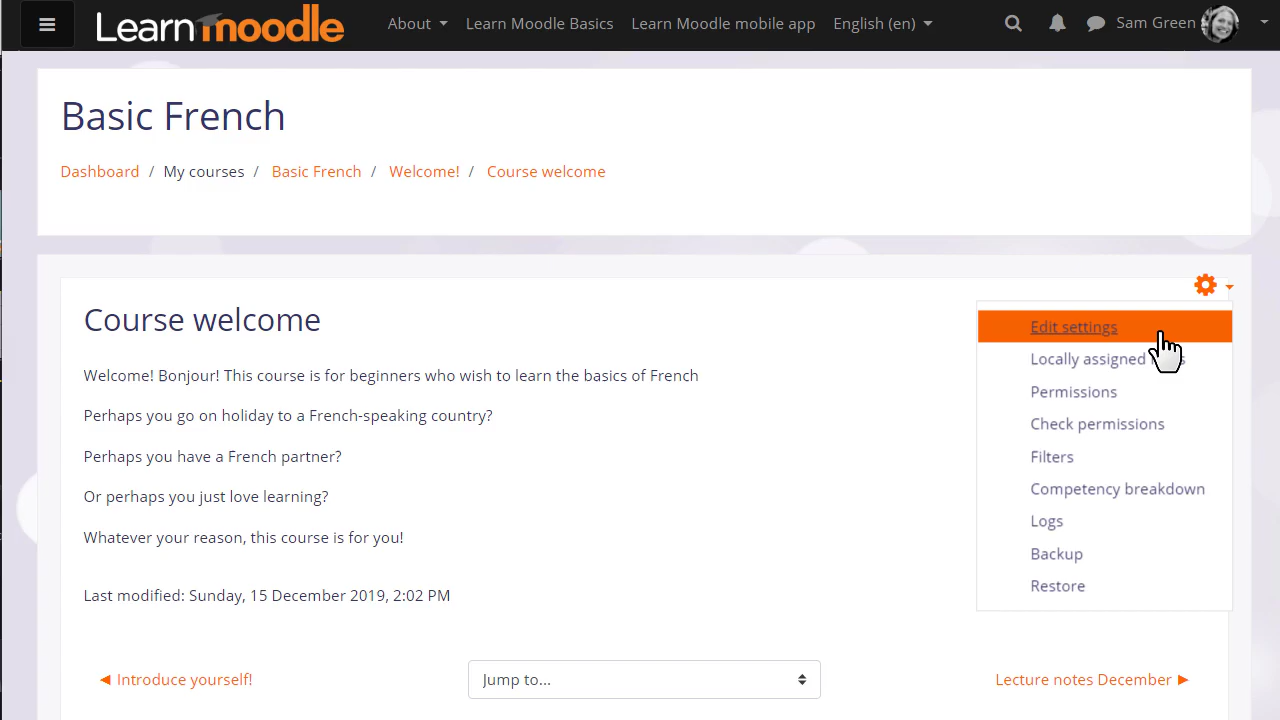 Learn moodle
About
Learn Moodle Basics
Learn Moodle mobile app
English (en)
Sam Green
Basic French
Dashboard / My courses / Basic French / Welcome! / Course welcome
Course welcome
Welcome! Bonjour! This course is for beginners who wish to learn the basics of French
Perhaps you go on holiday to a French-speaking country?
Perhaps you have a French partner?
Or perhaps you just love learning?
Whatever your reason, this course is for you!
Last modified: Sunday, 15 December 2019, 2:02 PM
Edit settings
Locally assigned
Permissions
Check permissions
Filters
Competency breakdown
Logs
Backup
Restore
◄ Introduce yourself!
Jump to...
Lecture notes December ►